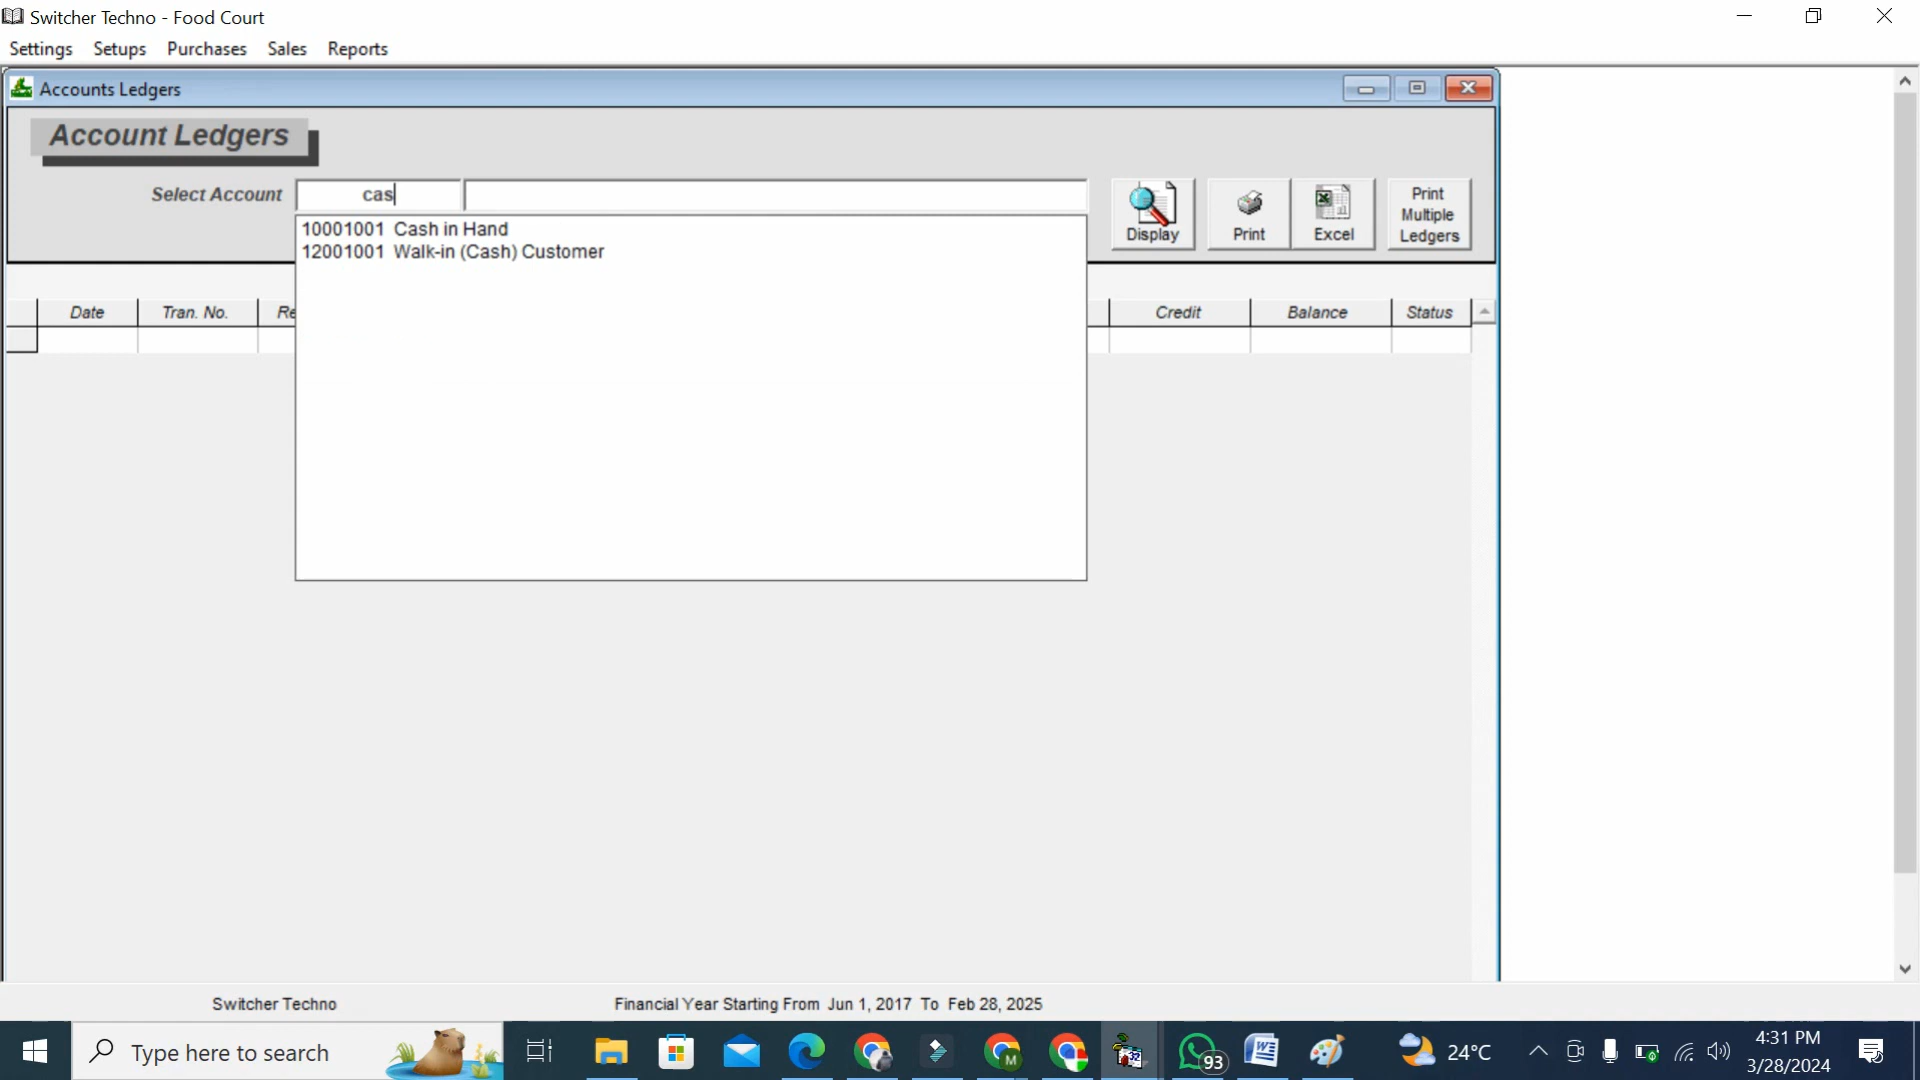 Switcher Techno - Food Court
Settings Setups Purchases Sales Reports
Accounts Ledgers
Account Ledgers
Select Account cas
10001001 Cash in Hand
12001001 Walk-in (Cash) Customer
Display
Print
Excel
Print
Multiple
Ledgers
Date Tran. No. Re Credit Balance Status
Switcher Techno Financial Year Starting From Jun 1, 2017 To Feb 28, 2025
Type here to search
93
24°C
4:31 PM
3/28/2024